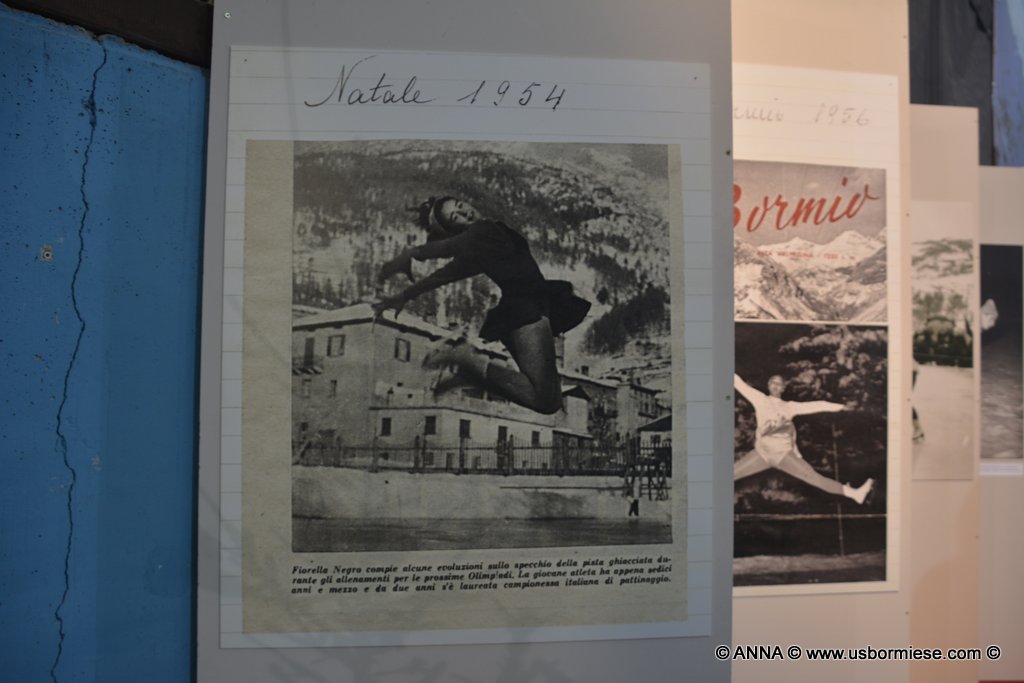 Natale 1954
Fiorella Negro compie alcune evoluzioni sullo specchio della pista ghiacciata du-
rante gli allenamenti per le prossime Olimpiadi. La giovane atleta ha appena sedici
anni e mezzo e da due anni s'è laureata campionessa italiana di pattinaggio.
1956
Bormio
© ANNA © www.usbormiese.com ©